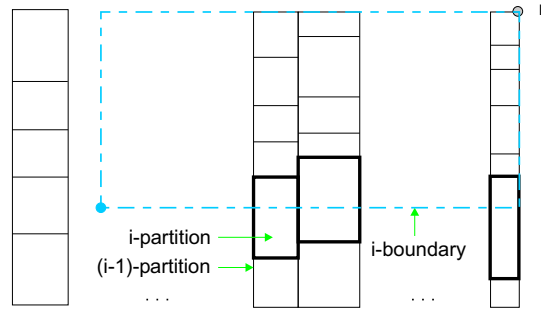 i-partition
(i-1)-partition
i-boundary
. . .
. . .